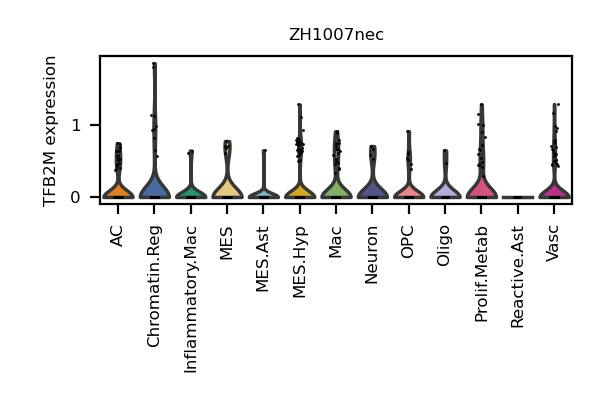 ZH1007nec
TFB2M expression
1
0
AC
Chromatin.Reg
Inflammatory.Mac
MES
MES.Ast
MES.Hyp
Mac
Neuron
OPC
Oligo
Prolif.Metab
Reactive.Ast
Vasc